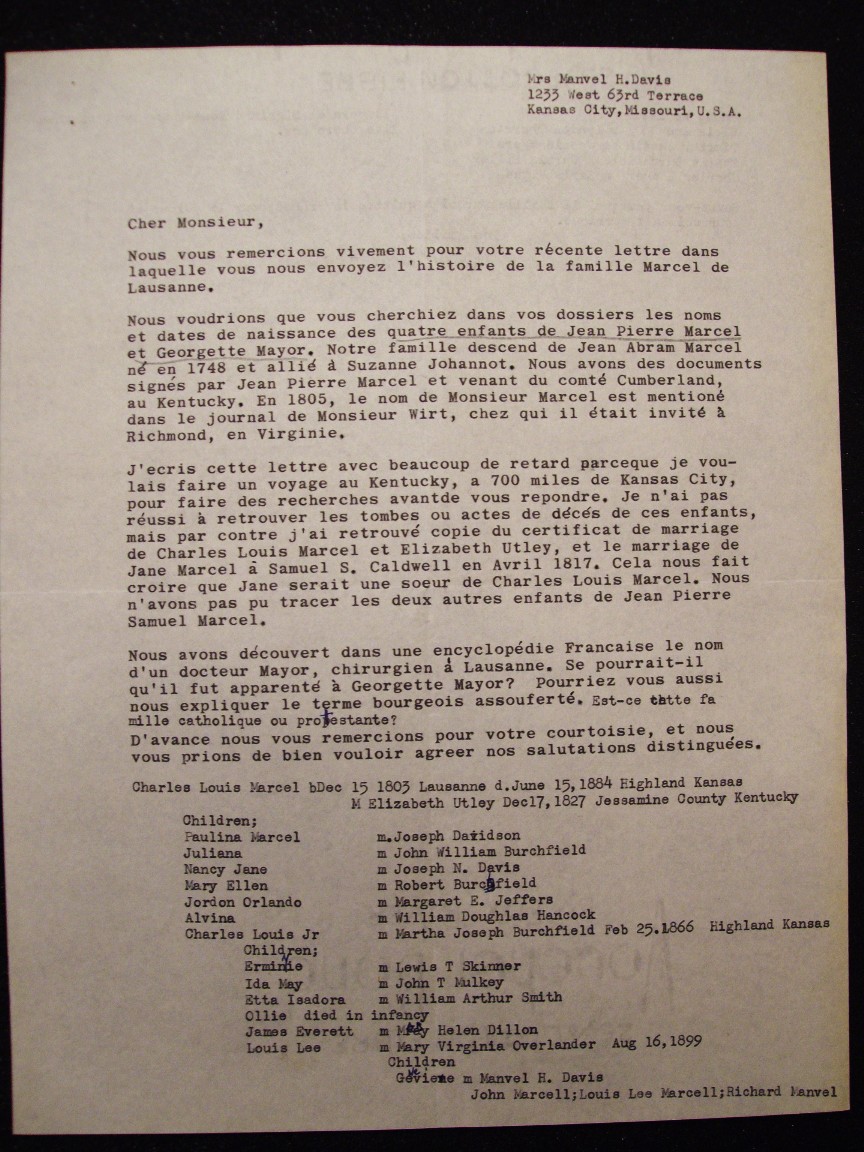 Mrs Manvel H.Davis
1233 West 63rd Terrace
Kansas City,Missouri,U.S.A.
Cher Monsieur,
Nous vous remercions vivement pour votre récente lettre dans
laquelle vous nous envoyez l'histoire de la famille Marcel de
Lausanne.
Nous voudrions que vous cherchiez dans vos dossiers les noms
et dates de naissance des quatre enfants de Jean Pierre Marcel
et Georgette Mayor. Notre famille descend de Jean Abram Marcel
né en 1748 et allié à Suzanne Johannot. Nous avons des documents
signés par Jean Pierre Marcel et venant du comté Cumberland,
au Kentucky. En 1805, le nom de Monsieur Marcel est mentioné
dans le journal de Monsieur Wirt, chez qui il était invité à
Richmond, en Virginie.
J'ecris cette lettre avec beaucoup de retard parceque je vou-
lais faire un voyage au Kentucky, a 700 miles de Kansas City,
pour faire des recherches avantde vous repondre. Je n'ai pas
réussi à retrouver les tombes ou actes de décés de ces enfants,
mais par contre j'ai retrouvé copie du certificat de marriage
de Charles Louis Marcel et Elizabeth Utley, et le marriage de
Jane Marcel à Samuel S. Caldwell en Avril 1817. Cela nous fait
croire que Jane serait une soeur de Charles Louis Marcel. Nous
n'avons pas pu tracer les deux autres enfants de Jean Pierre
Samuel Marcel.
Nous avons découvert dans une encyclopédie Francaise le nom
d'un docteur Mayor, chirurgien à Lausanne. Se pourrait-il
qu'il fut apparenté à Georgette Mayor? Pourriez vous aussi
nous expliquer le terme bourgeois assouferté. Est-ce fa
mille catholique ou protestante?
D'avance nous vous remercions pour votre courtoisie, et nous
vous prions de bien vouloir agreer nos salutations distinguées.
Charles Louis Marcel bDec 15 1803 Lausanne d.June 15,1884 Highland Kansas
M Elizabeth Utley Dec17,1827 Jessamine County Kentucky
Children;
Paulina Marcel m.Joseph Davidson
Juliana m John William Burchfield
Nancy Jane m Joseph N. Davis
Mary Ellen m Robert Burchfield
Jordon Orlando m Margaret E. Jeffers
Alvina m William Doughlas Hancock
Charles Louis Jr m Martha Joseph Burchfield Feb 25.1866 Highland Kansas
Children;
Erminie m Lewis T Skinner
Ida May m John T Mulkey
Etta Isadora m William Arthur Smith
Ollie died in infancy
James Everett m Helen Dillon
Louis Lee m Mary Virginia Overlander Aug 16,1899
Children
m Manvel H. Davis
John Marcell;Louis Lee Marcell;Richard Manvel